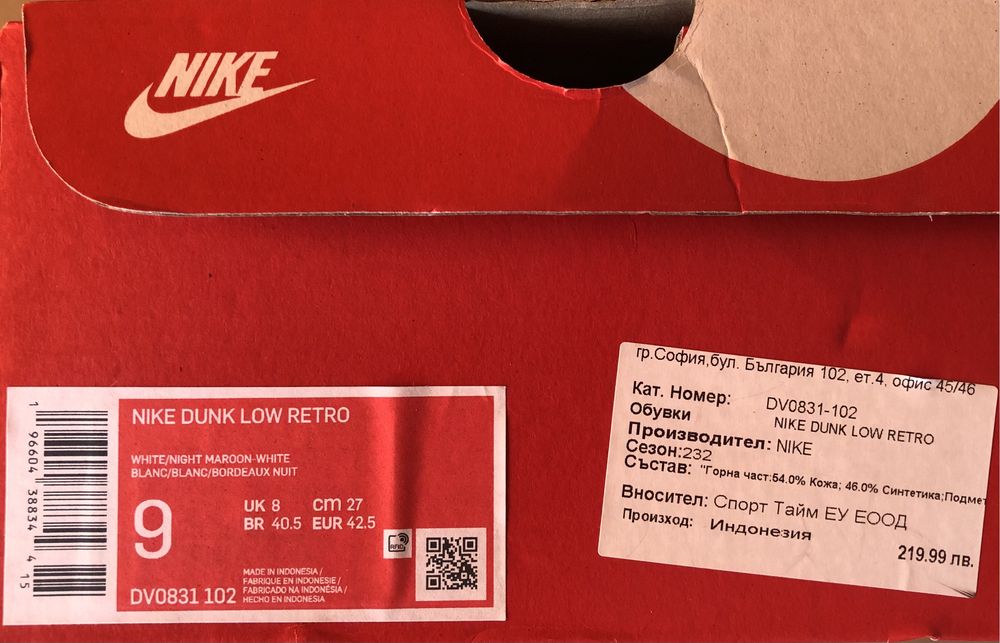 NIKE
NIKE DUNK LOW RETRO
WHITE/NIGHT MAROON-WHITE
BLANC/BLANC/BORDEAUX NUIT
9
UK 8 CM 27
BR 40.5 EUR 42.5
RFID
MADE IN INDONESIA /
FABRIQUE EN INDONESIE /
FABRICADO NA INDONÉSIA /
HECHO EN INDONESIA
DV0831 102
1 96604 38834 4 15
гр.София,бул. България 102, ет.4, офис 45/46
Кат. Номер: DV0831-102
Обувки NIKE DUNK LOW RETRO
Производител: NIKE
Сезон:232
Състав: "Горна част:54.0% Кожа; 46.0% Синтетика;Подмет
Вносител: Спорт Тайм ЕУ ЕООД
Произход: Индонезия
219.99 лв.